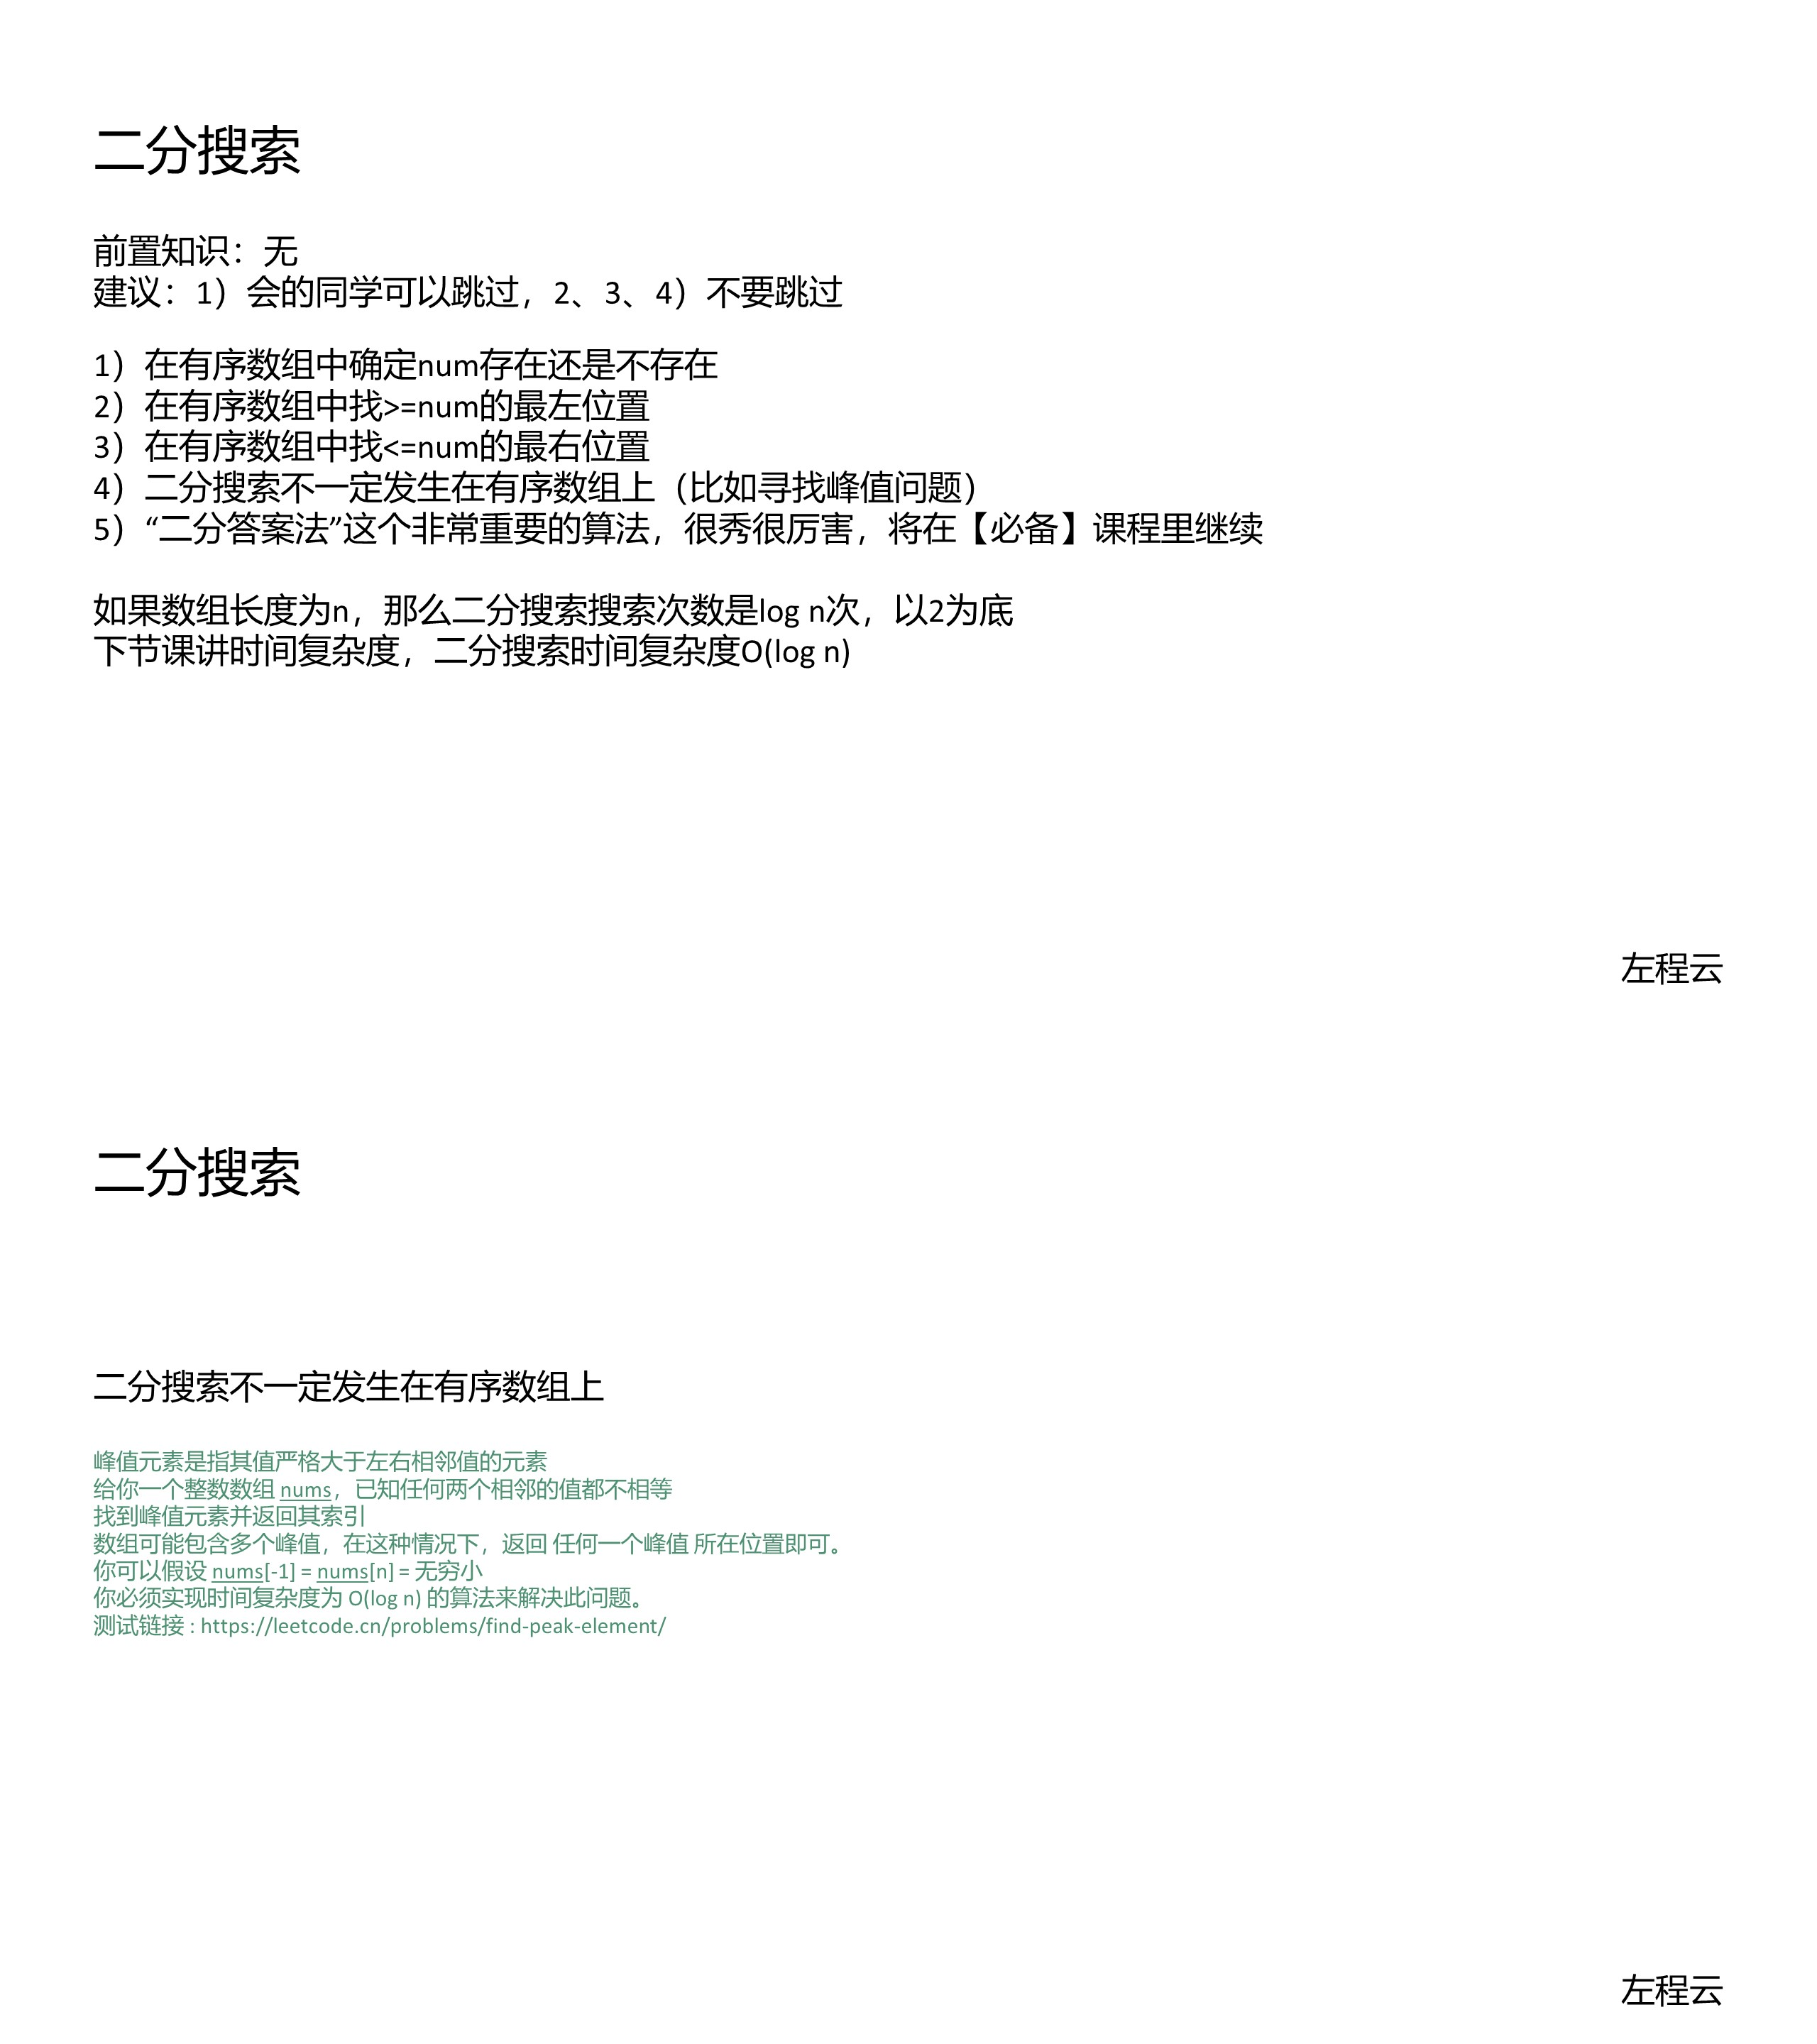 二分搜索
前置知识：无
建议：1）会的同学可以跳过，2、3、4）不要跳过
1）在有序数组中确定num存在还是不存在
2）在有序数组中找>=num的最左位置
3）在有序数组中找<=num的最右位置
4）二分搜索不一定发生在有序数组上（比如寻找峰值问题）
5）“二分答案法”这个非常重要的算法，很秀很厉害，将在【必备】课程里继续
如果数组长度为n，那么二分搜索搜索次数是log n次，以2为底
下节课讲时间复杂度，二分搜索时间复杂度O(log n)
左程云
二分搜索
二分搜索不一定发生在有序数组上
峰值元素是指其值严格大于左右相邻值的元素
给你一个整数数组 nums，已知任何两个相邻的值都不相等
找到峰值元素并返回其索引
数组可能包含多个峰值，在这种情况下，返回 任何一个峰值 所在位置即可。
你可以假设 nums[-1] = nums[n] = 无穷小
你必须实现时间复杂度为 O(log n) 的算法来解决此问题。
测试链接 : https://leetcode.cn/problems/find-peak-element/
左程云